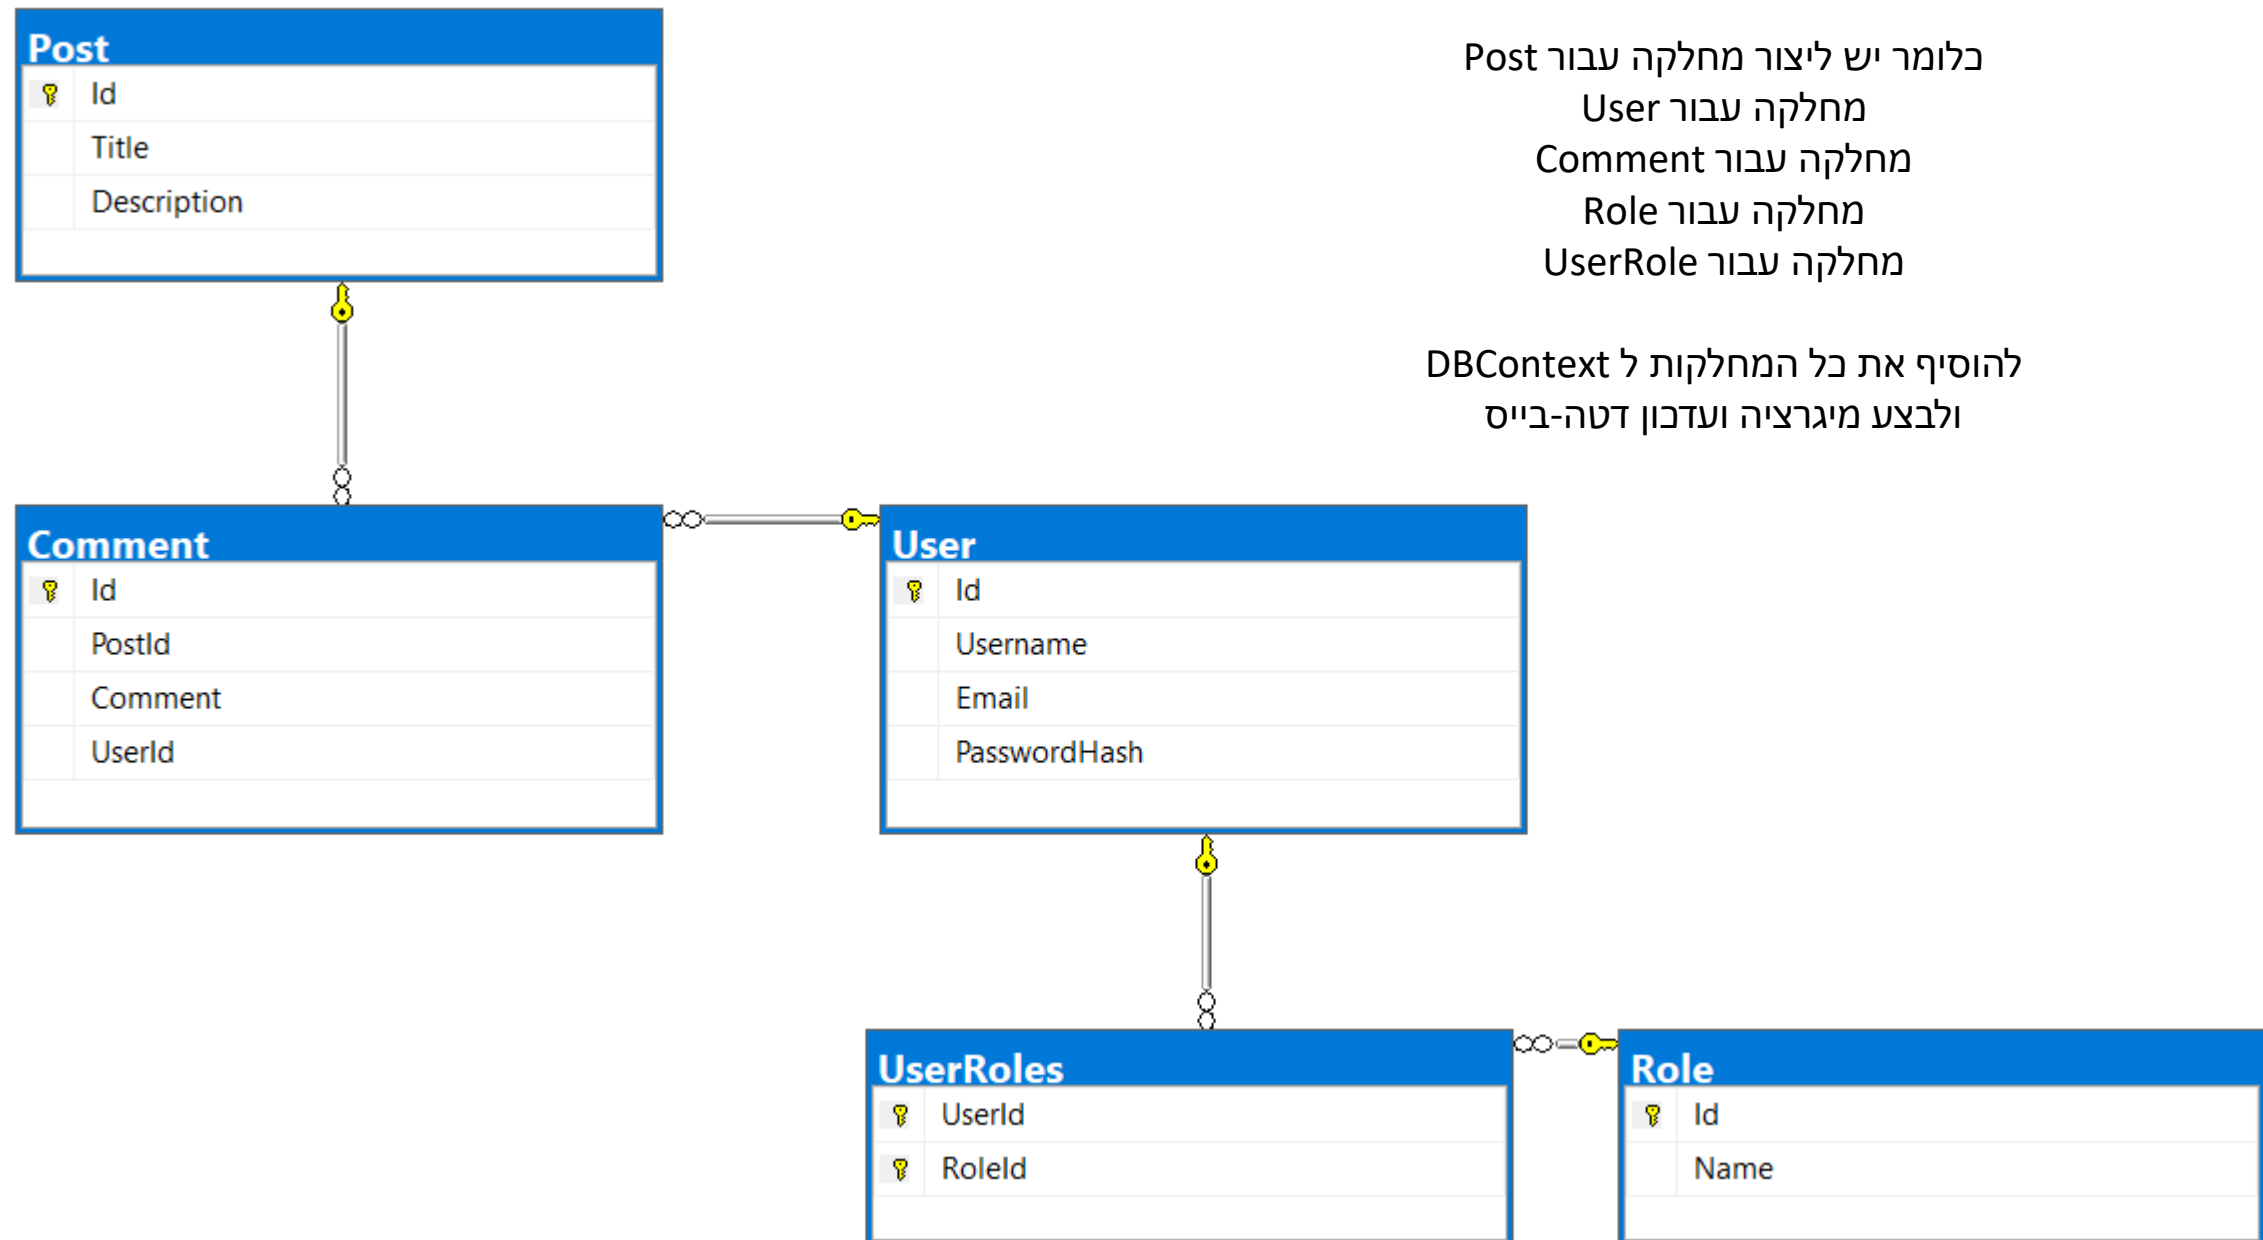 Post
Id
Title
Description
כלומר יש ליצור מחלקה עבור Post
מחלקה עבור User
מחלקה עבור Comment
מחלקה עבור Role
מחלקה עבור UserRole
להוסיף את כל המחלקות ל DBContext
ולבצע מיגרציה ועדכון דטה-בייס
Comment
Id
PostId
Comment
UserId
User
Id
Username
Email
PasswordHash
UserRoles
UserId
RoleId
Role
Id
Name